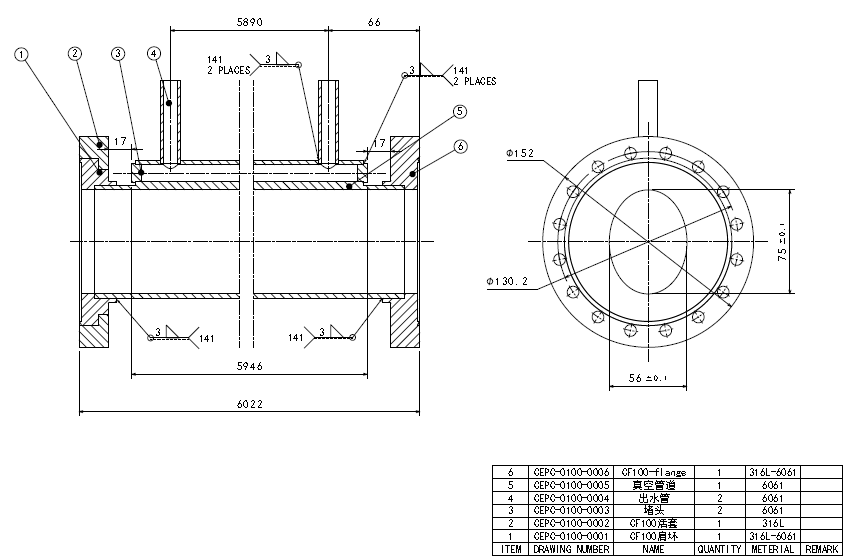 5890
66
1
2
3
4
141
2 PLACES
3
3
141
2 PLACES
5
17
17
6
Φ152
75±0.1
Φ130.2
3
141
141
3
5946
56±0.1
6022
6 CEPC-0100-0006 CF100-flange 1 316L-6061
5 CEPC-0100-0005 真空管道 1 6061
4 CEPC-0100-0004 出水管 2 6061
3 CEPC-0100-0003 堵头 2 6061
2 CEPC-0100-0002 CF100活套 1 316L
1 CEPC-0100-0001 CF100肩环 1 316L-6061
ITEM DRAWING NUMBER NAME QUANTITY METERIAL REMARK